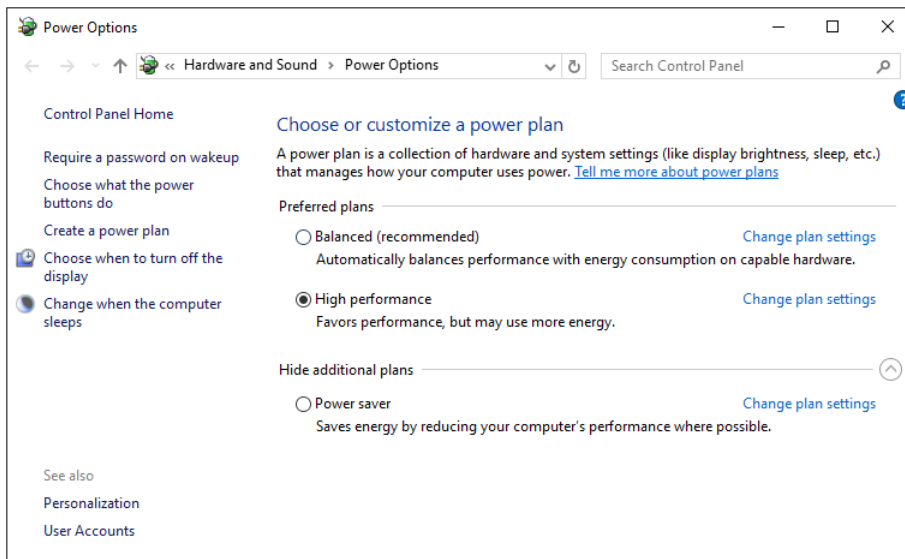 Power Options
« Hardware and Sound › Power Options
Search Control Panel
Control Panel Home
Require a password on wakeup
Choose what the power
buttons do
Create a power plan
Choose when to turn off the
display
Change when the computer
sleeps
See also
Personalization
User Accounts
?
Choose or customize a power plan
A power plan is a collection of hardware and system settings (like display brightness, sleep, etc.)
that manages how your computer uses power. Tell me more about power plans
Preferred plans
Balanced (recommended) Change plan settings
Automatically balances performance with energy consumption on capable hardware.
High performance Change plan settings
Favors performance, but may use more energy.
Hide additional plans
Power saver Change plan settings
Saves energy by reducing your computer's performance where possible.